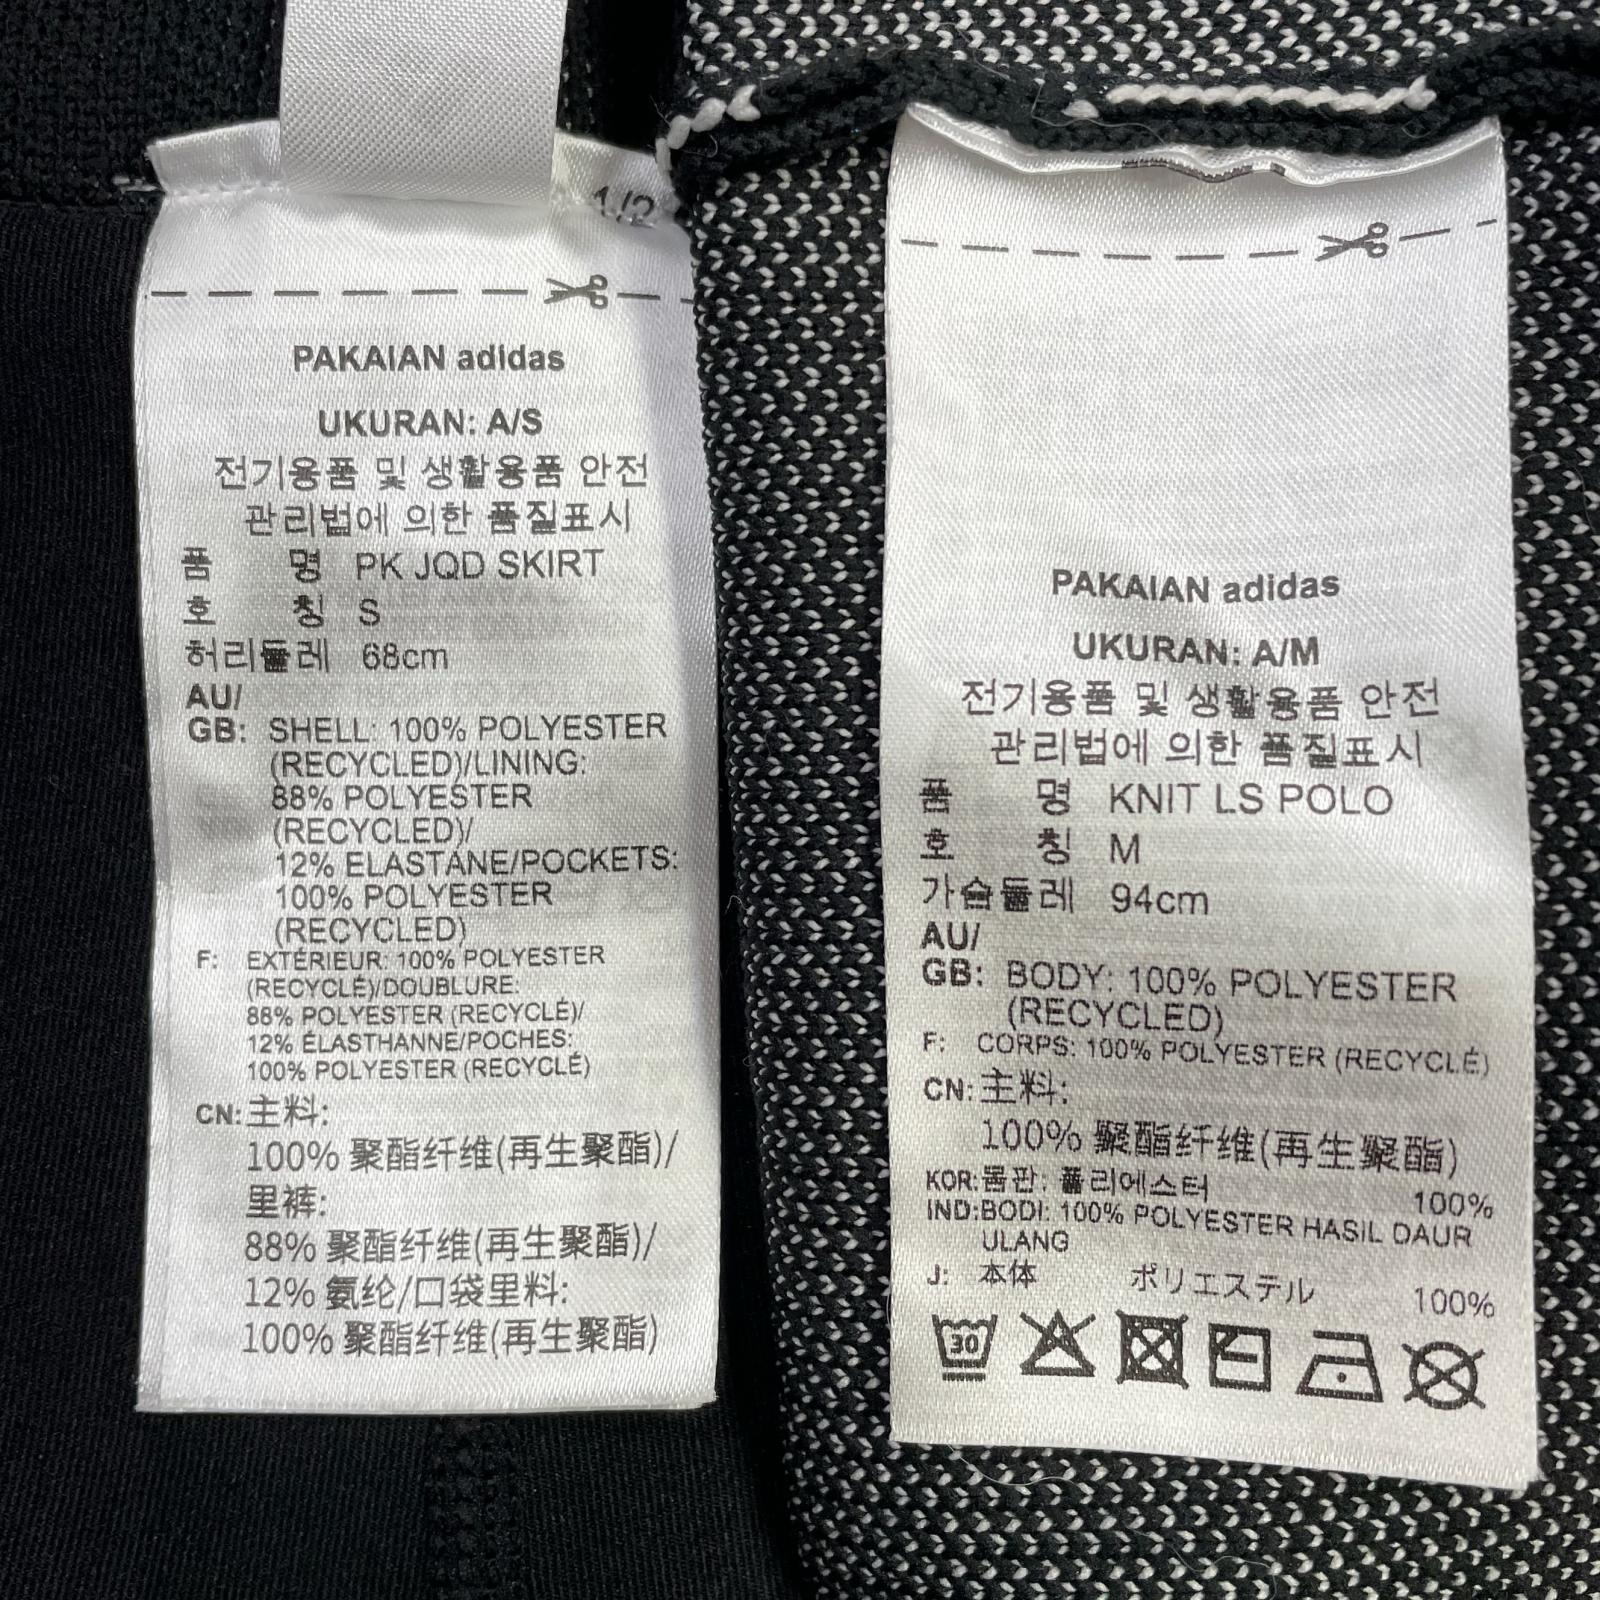 1/2
PAKAIAN adidas
UKURAN: A/S
전기용품 및 생활용품 안전
관리법에 의한 품질표시
품 명 PK JQD SKIRT
호 칭 S
허리둘레 68cm
AU/
GB: SHELL: 100% POLYESTER
(RECYCLED)/LINING:
88% POLYESTER
(RECYCLED)/
12% ELASTANE/POCKETS:
100% POLYESTER
(RECYCLED)
F: EXTÉRIEUR: 100% POLYESTER
(RECYCLÉ)/DOUBLURE:
88% POLYESTER (RECYCLÉ)/
12% ÉLASTHANNE/POCHES:
100% POLYESTER (RECYCLÉ)
CN: 主料:
100% 聚酯纤维(再生聚酯)/
里裤:
88% 聚酯纤维(再生聚酯)/
12% 氨纶/口袋里料:
100% 聚酯纤维(再生聚酯)
PAKAIAN adidas
UKURAN: A/M
전기용품 및 생활용품 안전
관리법에 의한 품질표시
품 명 KNIT LS POLO
호 칭 M
가슴둘레 94cm
AU/
GB: BODY: 100% POLYESTER
(RECYCLED)
F: CORPS: 100% POLYESTER (RECYCLÉ)
CN: 主料:
100% 聚酯纤维(再生聚酯)
KOR: 몸판: 폴리에스터 100%
IND: BODI: 100% POLYESTER HASIL DAUR
ULANG
J: 本体 ポリエステル 100%
30